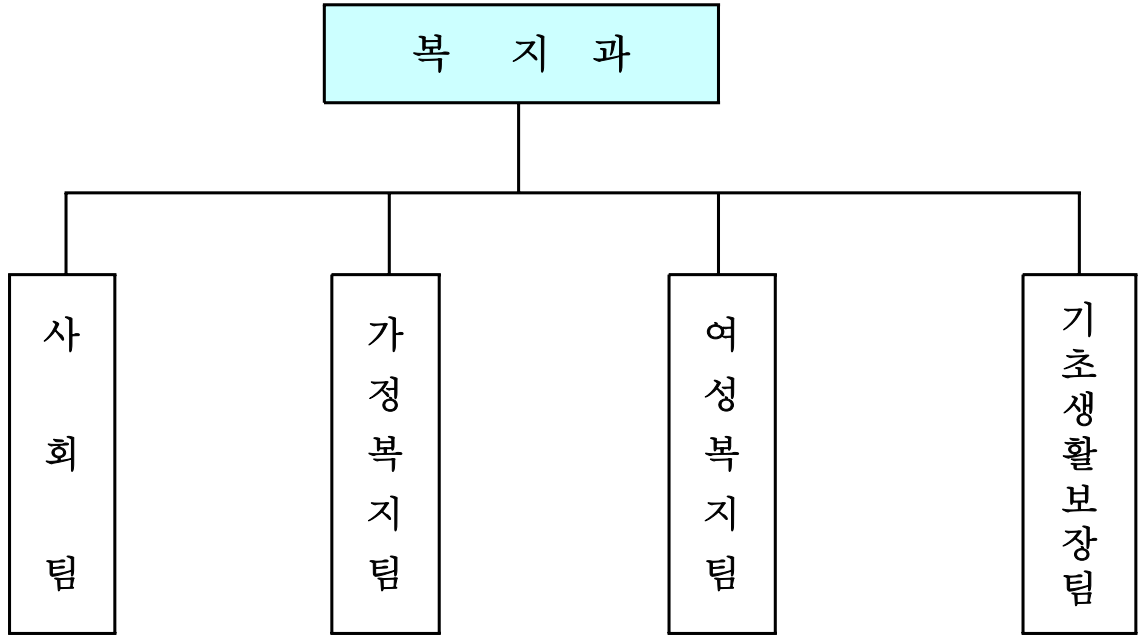 복 지 과
사회팀
가정복지팀
여성복지팀
기초생활보장팀